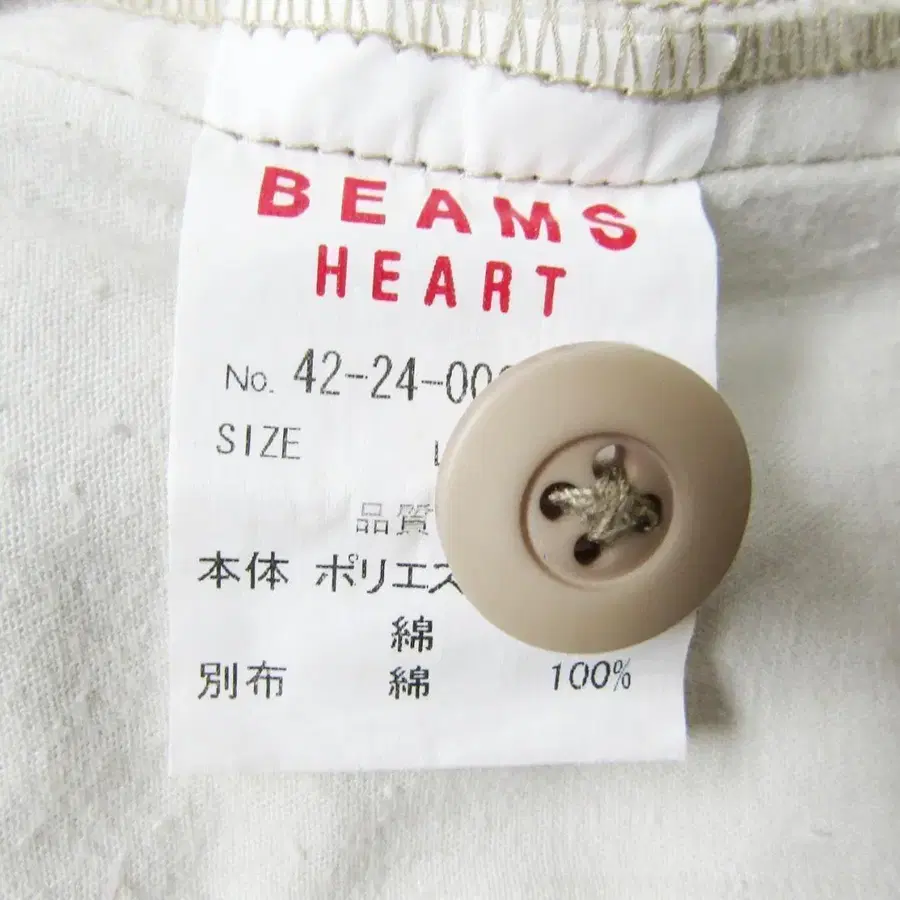 BEAMS
HEART
No. 42-24-00
SIZE
品質
本体 ポリエス
綿
別布 綿 100%